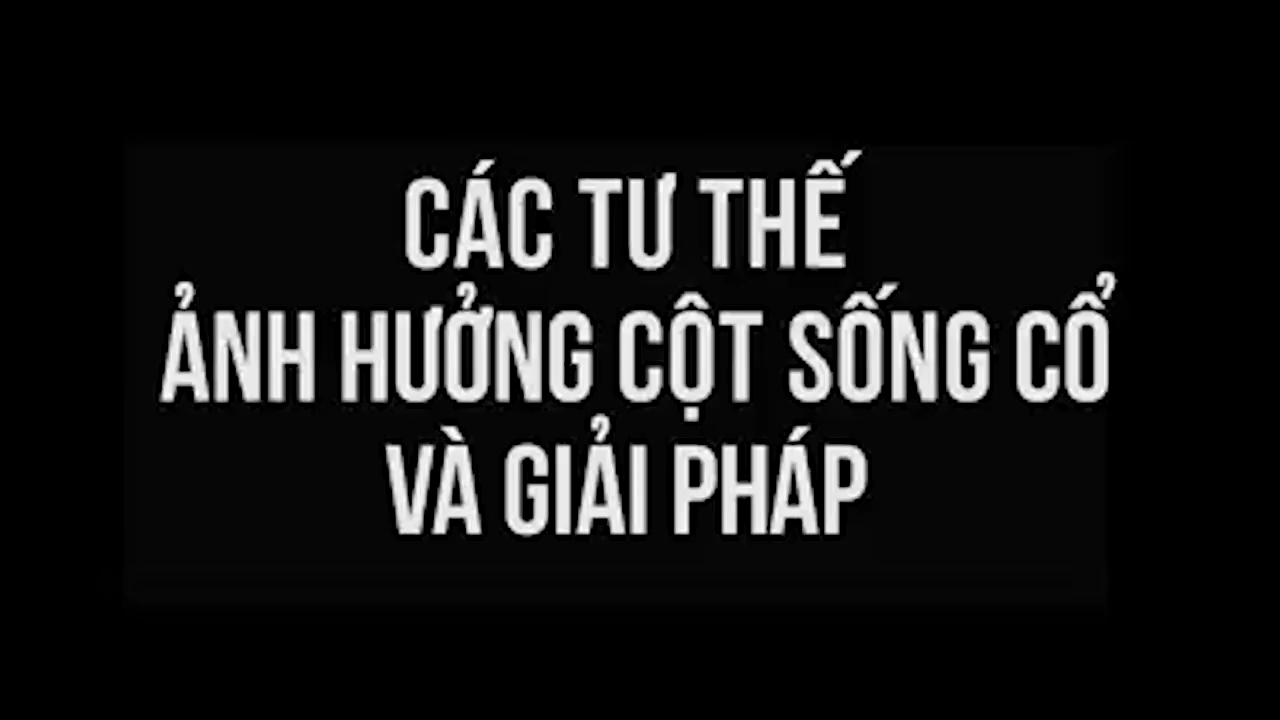 CÁC TƯ THẾ
ẢNH HƯỞNG CỘT SỐNG CỔ
VÀ GIẢI PHÁP